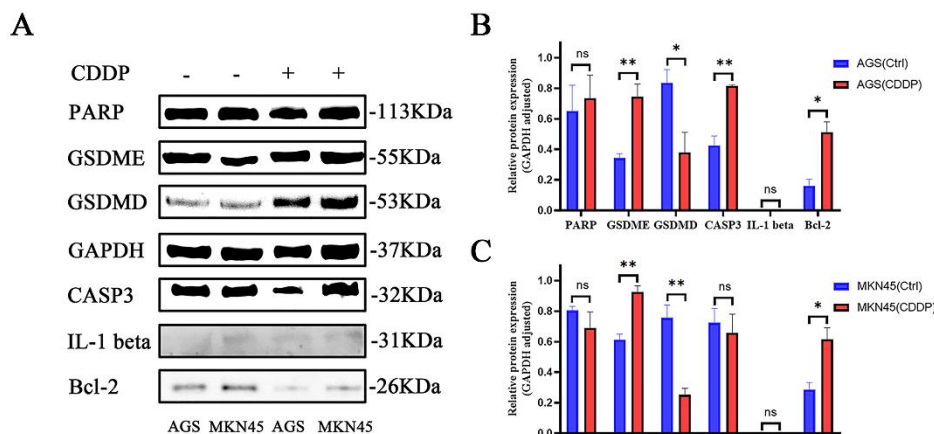 A
CDDP - - + +
PARP -113KDa
GSDME -55KDa
GSDMD -53KDa
GAPDH -37KDa
CASP3 -32KDa
IL-1 beta -31KDa
Bcl-2 -26KDa
AGS MKN45 AGS MKN45
B
Relative protein expression
(GAPDH adjusted)
1.0
0.8
0.6
0.4
0.2
0.0
ns ** * ** ns *
PARP GSDME GSDMD CASP3 IL-1 beta Bcl-2
AGS(Ctrl)
AGS(CDDP)
C
Relative protein expression
(GAPDH adjusted)
1.0
0.8
0.6
0.4
0.2
0.0
ns ** ** ns ns *
MKN45(Ctrl)
MKN45(CDDP)